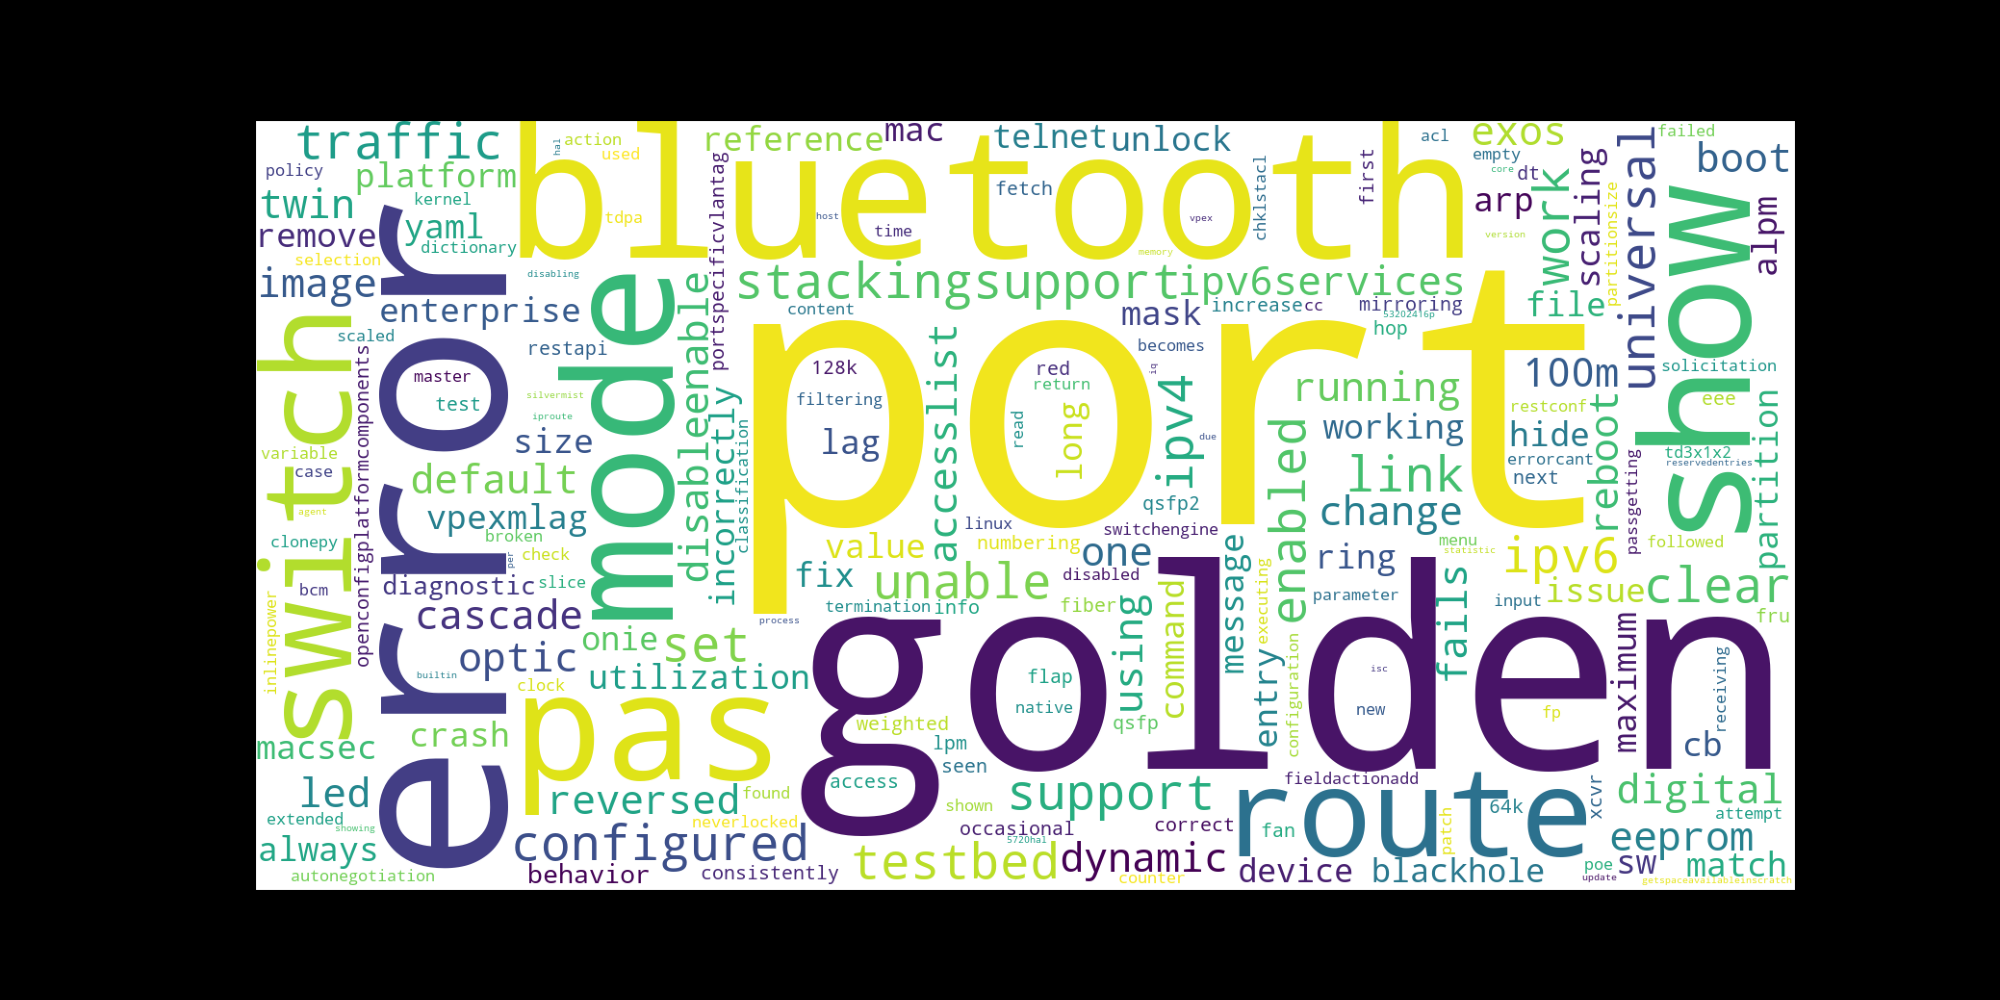 traffic
bluetooth
hal
action
used
reference
mac
telnet
unlock
acl
exos
failed
policy
platform
boot
universal
empty
core
dt
first
fetch
chklstacl
twin
kernel
yaml
tdpa
host
time
vpex
arp
work
scaling
partitionsize
show
alpm
remove
dictionary
portspecificvlantag
memory
version
selection
image
disabling
stackingsupport
ipv6services
enterprise
error
mode
disableenable
content
mask
increase
cc
mirroring
532024t6p
hop
file
switch
scaled
restapi
port
becomes
solicitation
openconfigplatformcomponents
master
test
silvermist
iproute
128k
filtering
lag
accesslist
red
return
read
long
iq
ipv4
due
running
100m
restconf
reboot
eee
variable
case
size
incorrectly
classification
working
hide
errorcant
next
td3x1x2
reservedentries
partition
passgetting
link
agent
default
vpexmlag
qsfp2
change
enabled
clonepy
broken
per
check
value
linux
numbering
switchengine
one
menu
statistic
ipv6
followed
bcm
diagnostic
slice
fix
unable
disabled
message
ring
executing
issue
clear
inlinepower
cascade
termination
info
fiber
command
parameter
fails
input
fru
process
golden
using
onie
set
optic
builtin
utilization
clock
entry
configuration
maximum
receiving
isc
flap
native
new
fp
macsec
crash
pas
weighted
qsfp
lpm
seen
cb
led
reversed
found
access
shown
support
fieldactionadd
route
64k
xcvr
digital
extended
showing
neverlocked
occasional
correct
fan
patch
attempt
always
configured
5720hal
eeprom
testbed
dynamic
autonegotiation
behavior
consistently
counter
device
blackhole
poe
update
sw
match
getspaceavailableinscratch